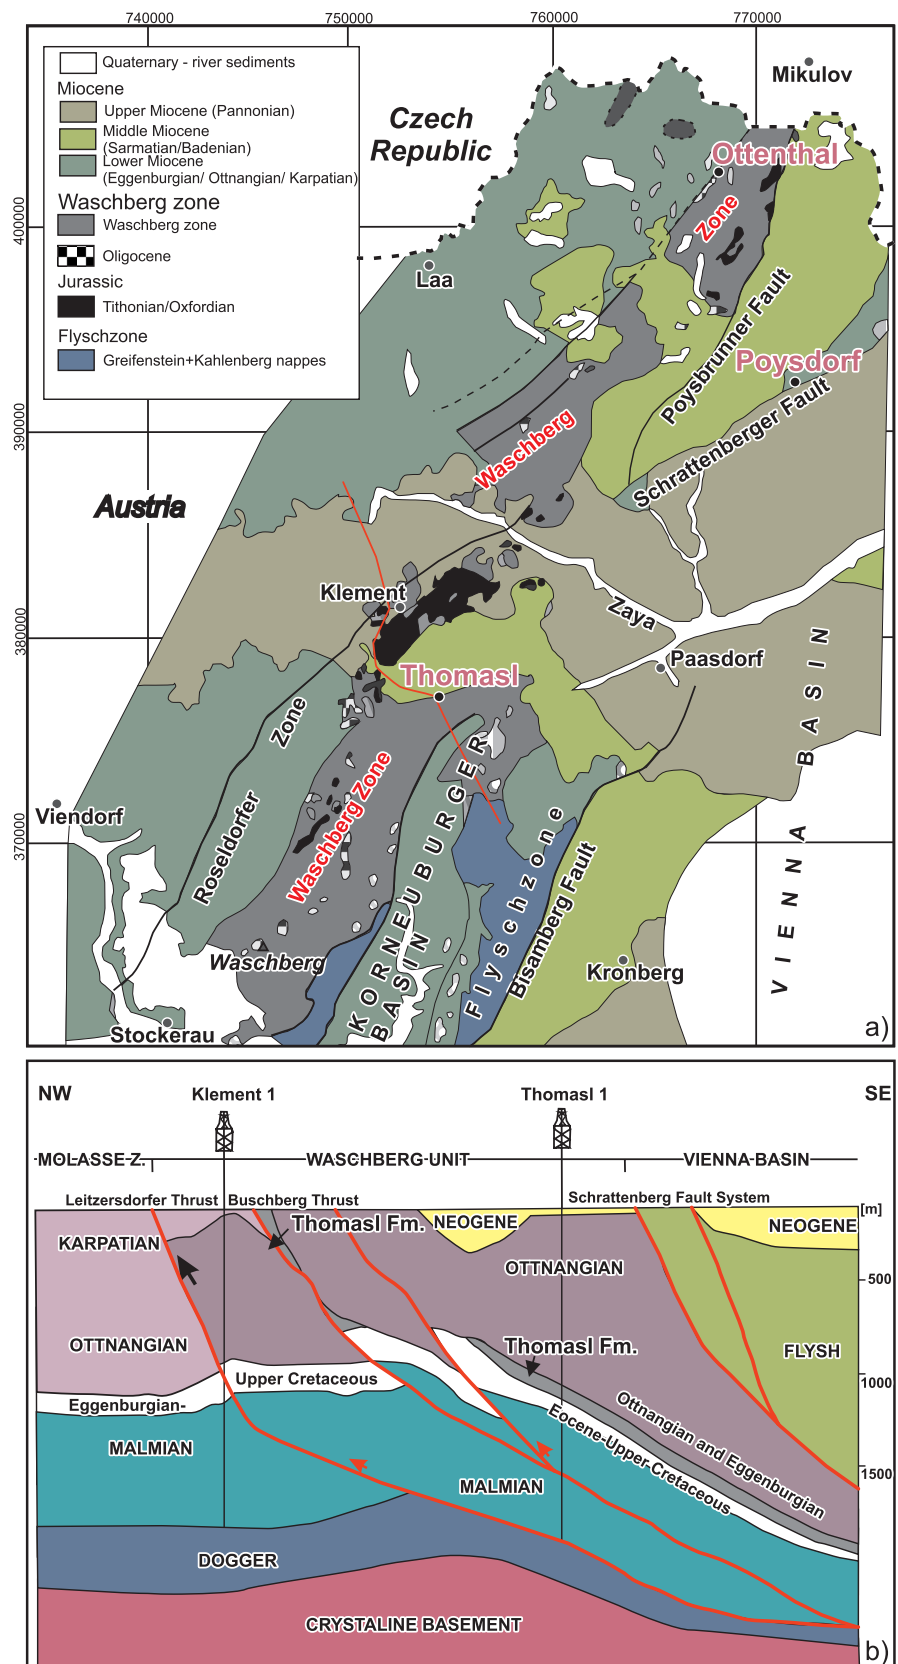 740000
750000
760000
770000
Quaternary - river sediments
Miocene
Upper Miocene (Pannonian)
Middle Miocene
(Sarmatian/Badenian)
Lower Miocene
(Eggenburgian/ Ottnangian/ Karpatian)
Waschberg zone
Waschberg zone
Oligocene
Jurassic
Tithonian/Oxfordian
Flyschzone
Greifenstein+Kahlenberg nappes
Mikulov
Czech
Republic
Ottenthal
Zone
400000
Laa
Poysbrunner Fault
Poysdorf
390000
Schrattenberger Fault
Waschberg
Austria
Klement
Zaya
380000
Paasdorf
Thomasl
VIENNA BASIN
Roseldorfer Zone
Waschberg Zone
Viendorf
370000
KORNEUBURGER
BASIN
Flyschzone
Bisamberg Fault
Waschberg
Kronberg
Stockerau
a)
NW
Klement 1
Thomasl 1
SE
MOLASSE Z.
WASCHBERG UNIT
VIENNA BASIN
Leitzersdorfer Thrust
Buschberg Thrust
Schrattenberg Fault System
[m]
Thomasl Fm.
NEOGENE
NEOGENE
KARPATIAN
OTTNANGIAN
500
OTTNANGIAN
Thomasl Fm.
FLYSH
Upper Cretaceous
1000
Eggenburgian-
Ottnangian and Eggenburgian
Eocene-Upper-Cretaceous
MALMIAN
1500
MALMIAN
DOGGER
CRYSTALINE BASEMENT
b)